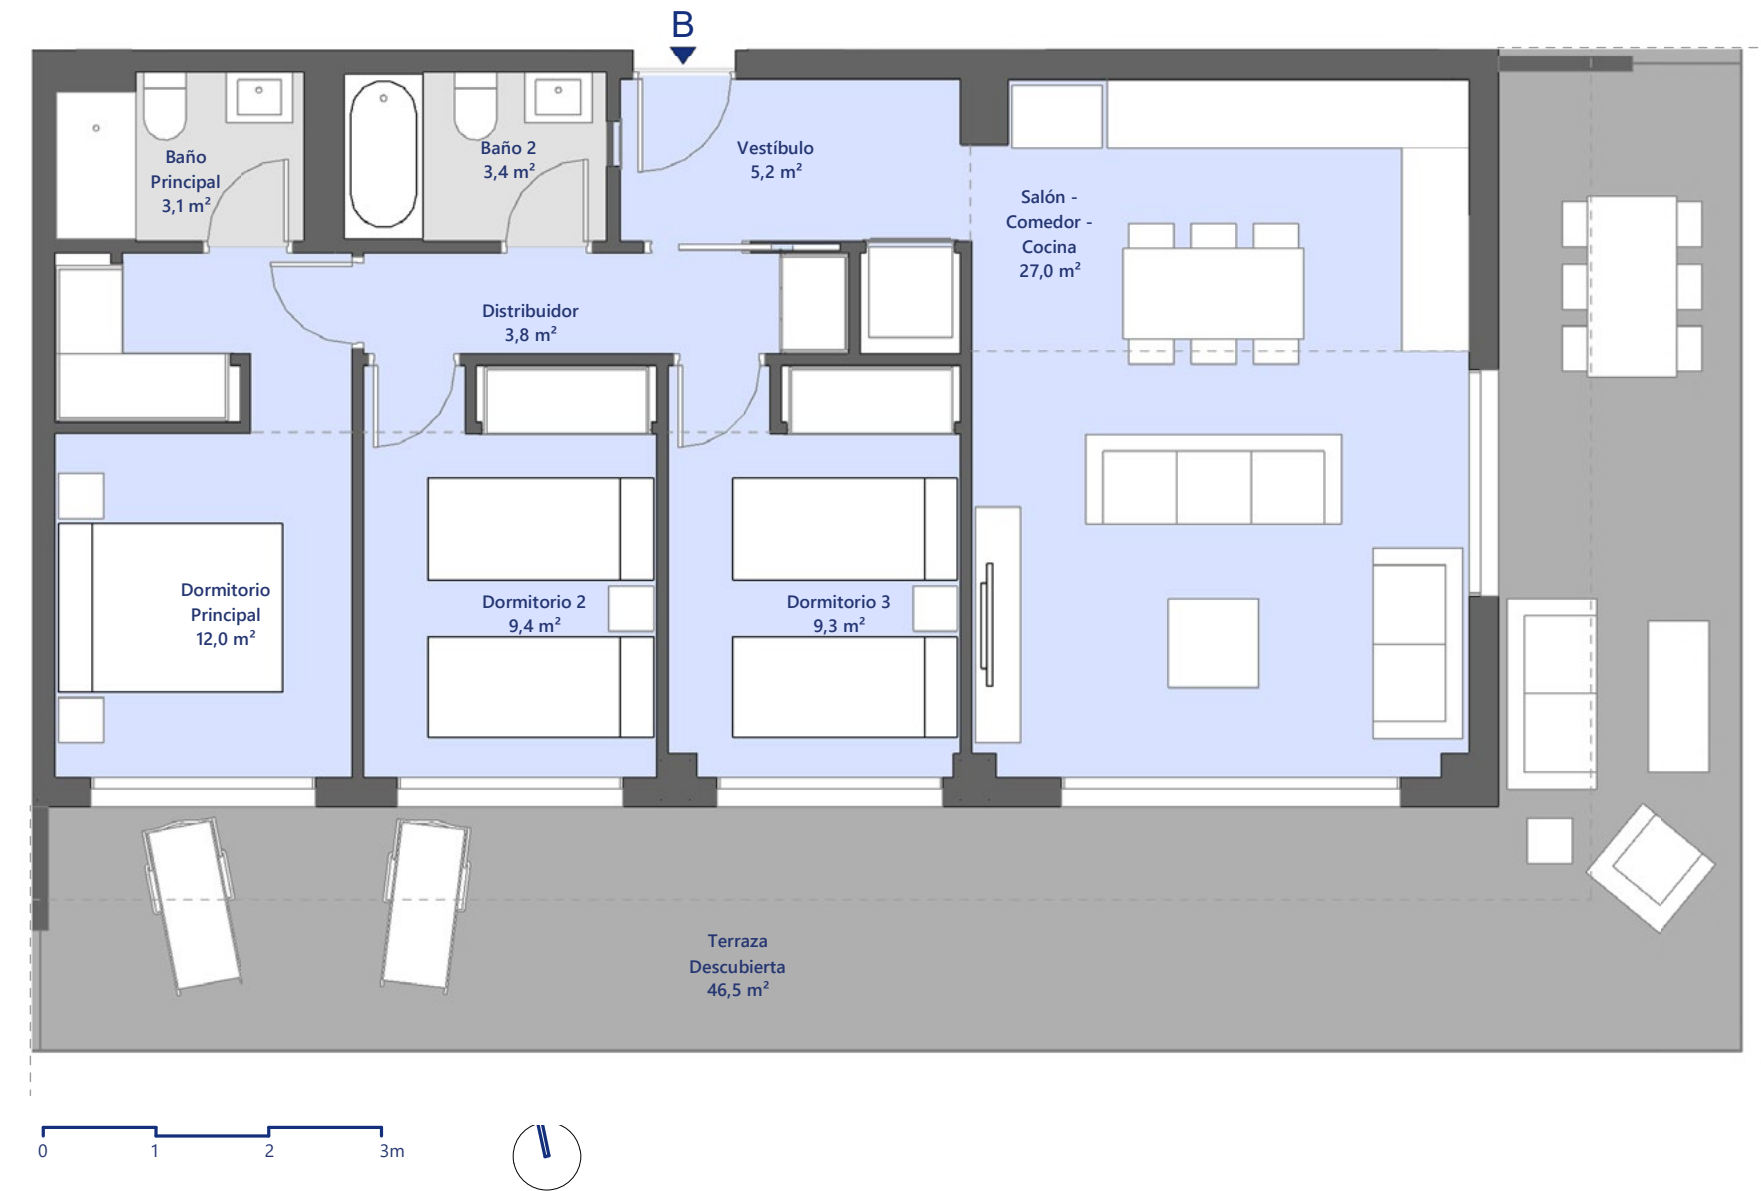 B
Baño
Principal
3,1 m²
Baño 2
3,4 m²
Vestíbulo
5,2 m²
Salón -
Comedor -
Cocina
27,0 m²
Distribuidor
3,8 m²
Dormitorio
Principal
12,0 m²
Dormitorio 2
9,4 m²
Dormitorio 3
9,3 m²
Terraza
Descubierta
46,5 m²
0 1 2 3m